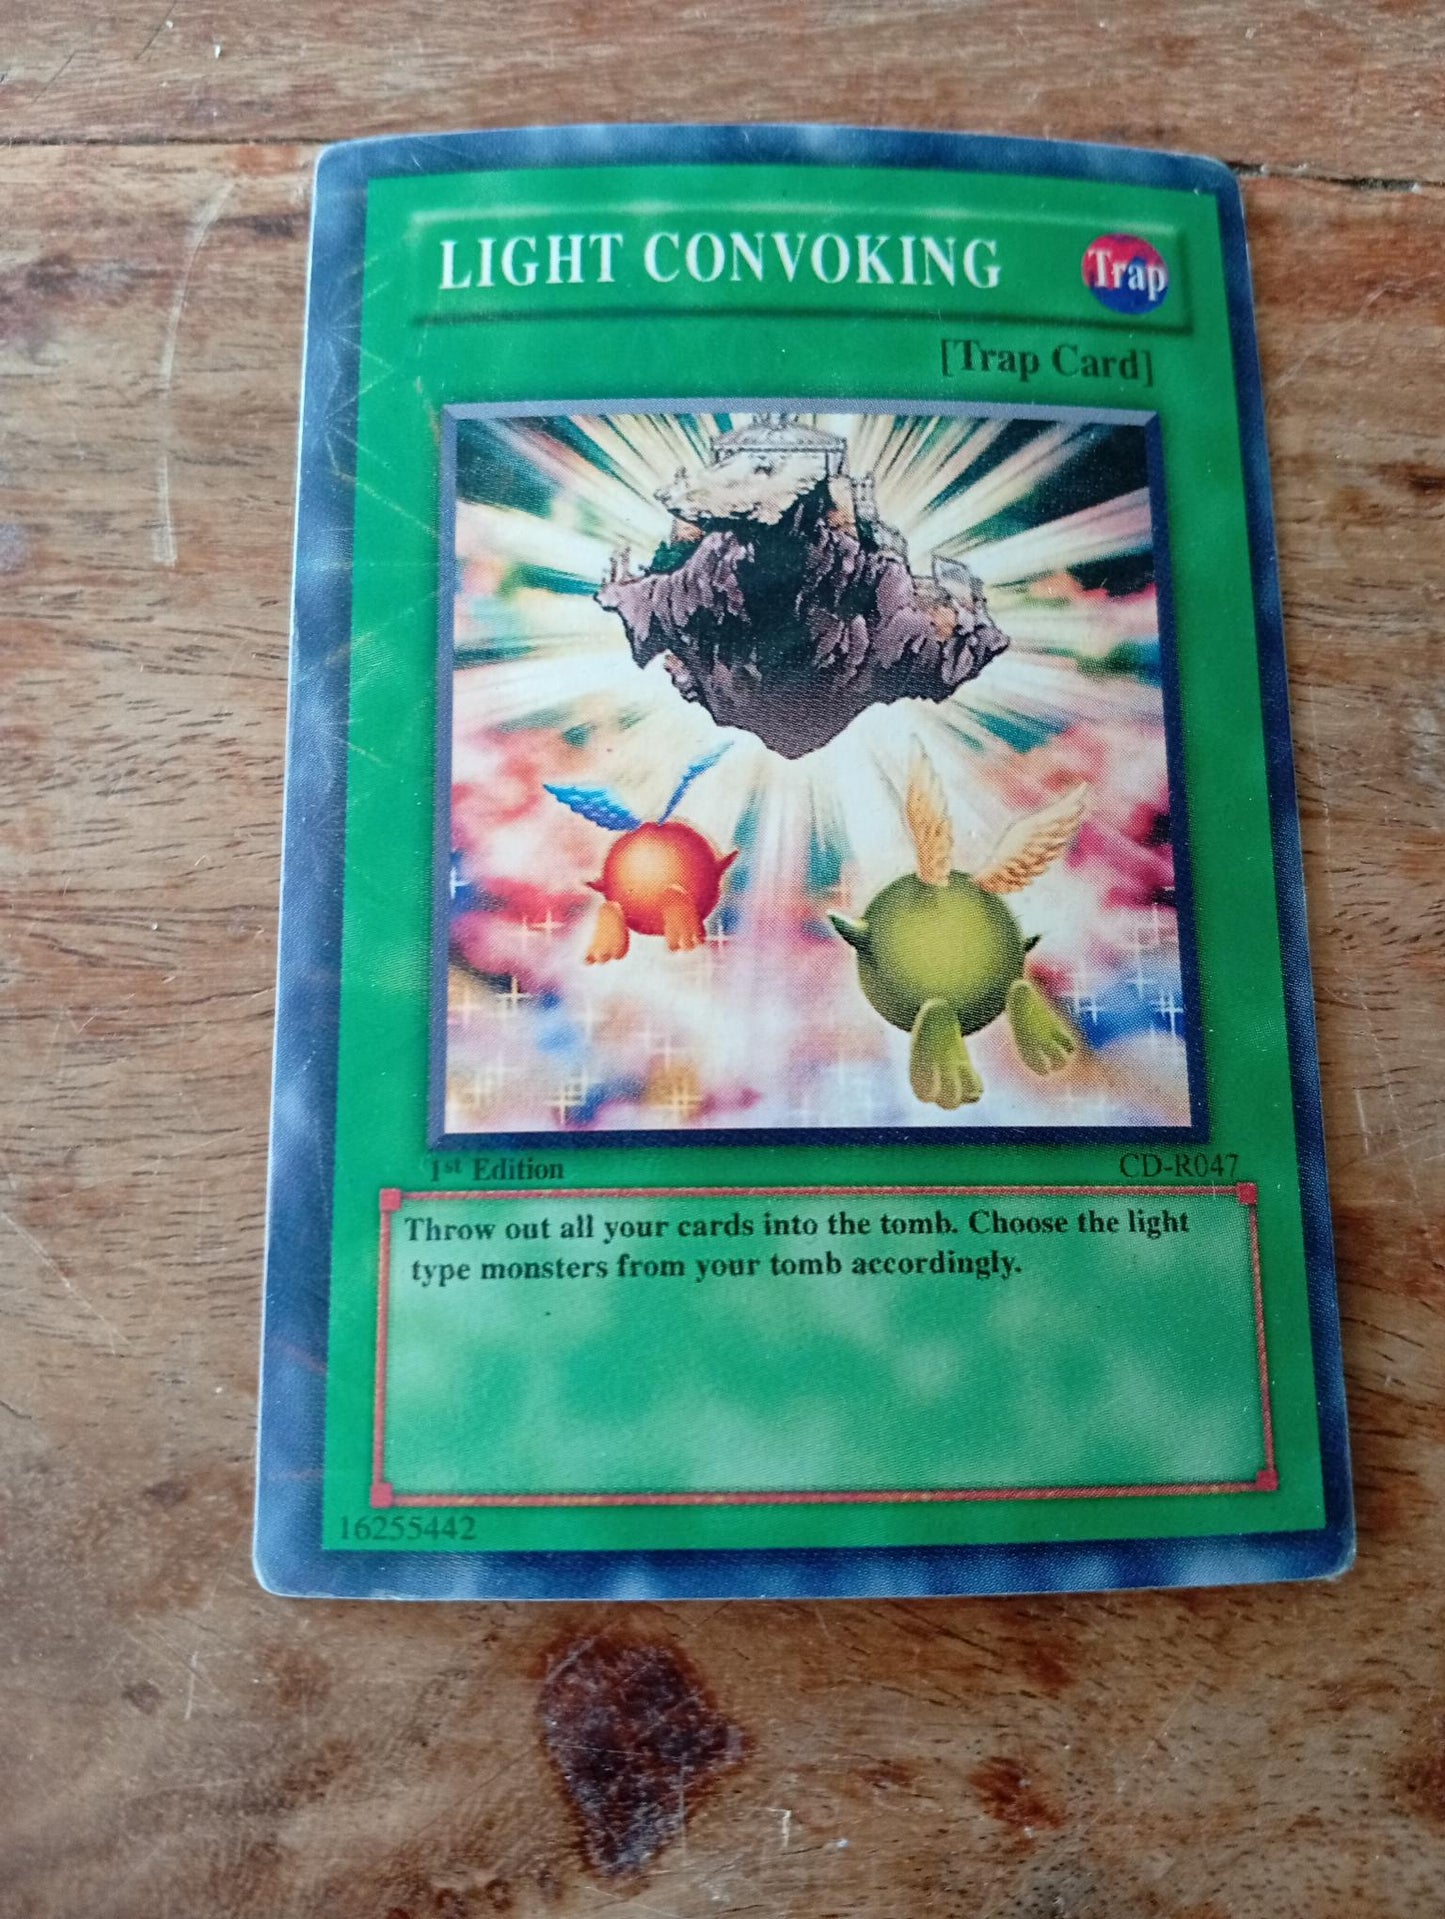 LIGHT CONVOKING
Trap
[Trap Card]
1st Edition
CD-R047
Throw out all your cards into the tomb. Choose the light
type monsters from your tomb accordingly.
16255442